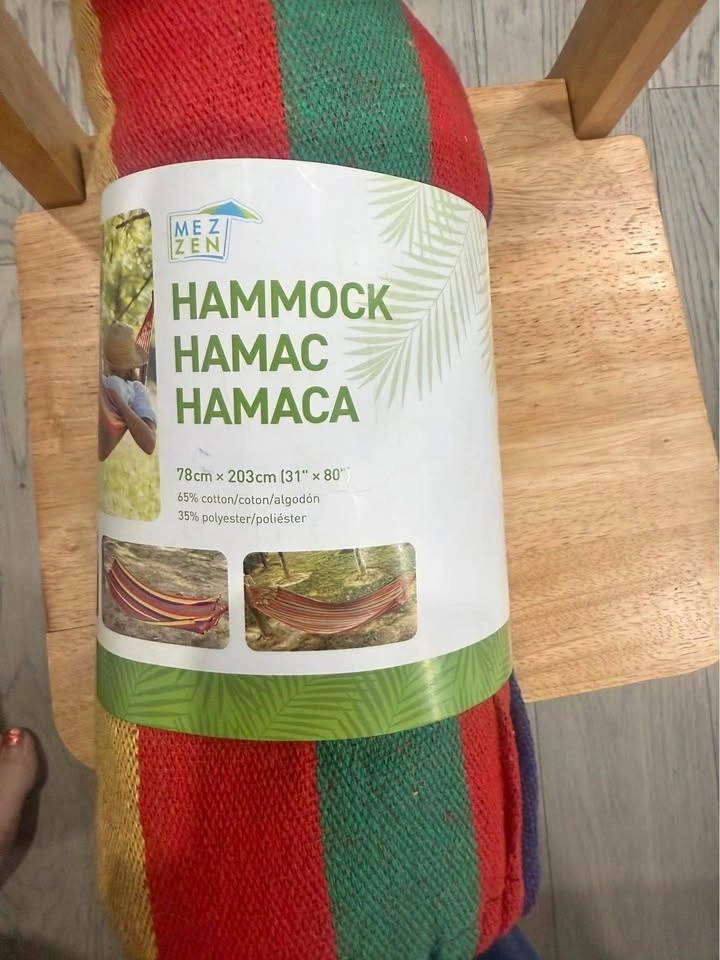 MEZ
ZEN
HAMMOCK
HAMAC
HAMACA
78cm × 203cm (31" × 80")
65% cotton/coton/algodón
35% polyester/poliéster